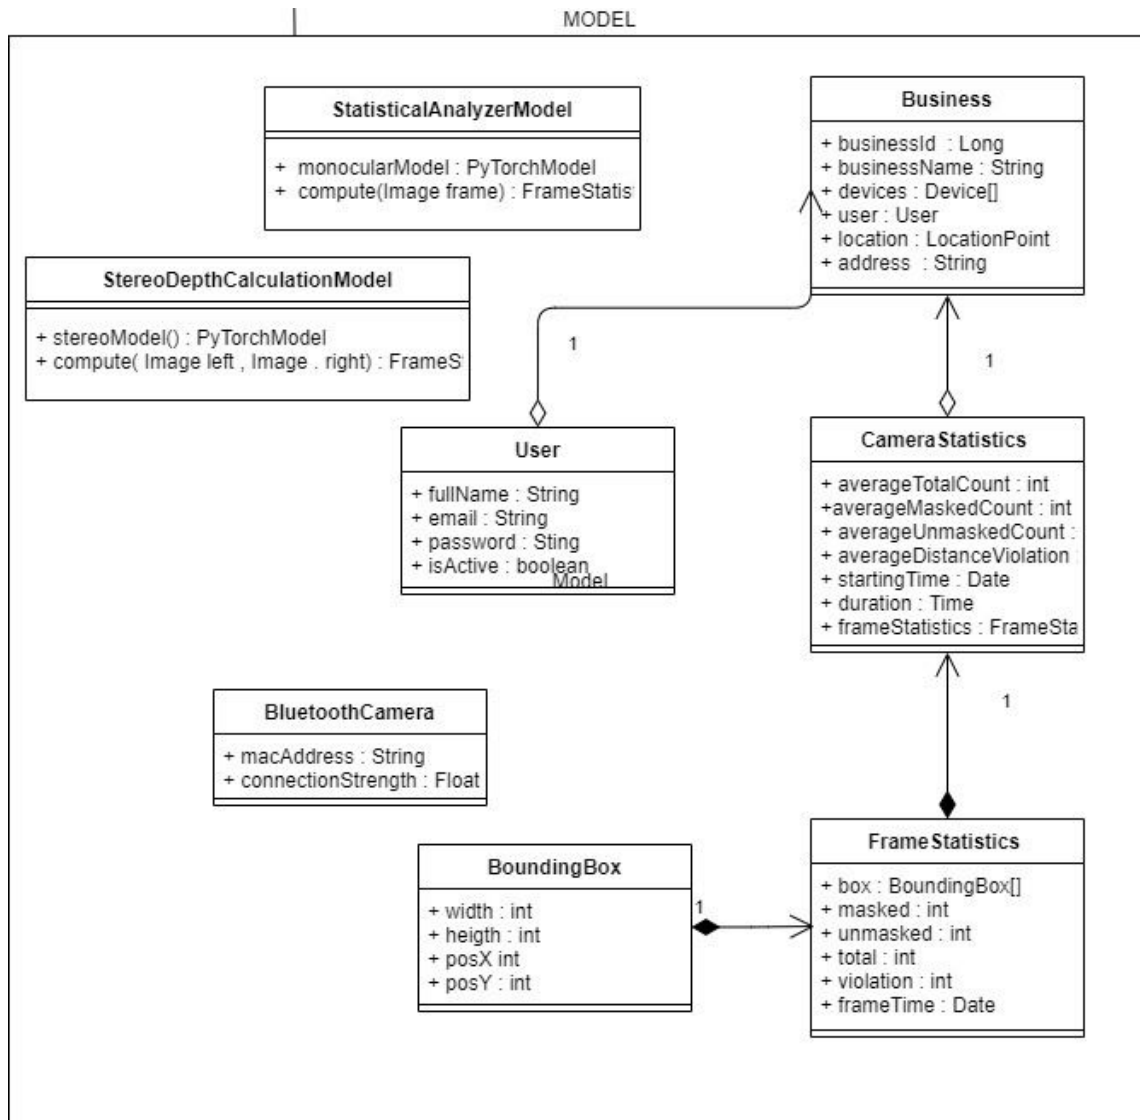 MODEL
StatisticalAnalyzerModel
+ monocularModel : PyTorchModel
+ compute(Image frame) : FrameStatis
Business
+ businessId : Long
+ businessName : String
+ devices : Device[]
+ user : User
+ location : LocationPoint
+ address : String
StereoDepthCalculationModel
+ stereoModel() : PyTorchModel
+ compute( Image left , Image . right) : FrameS
1
1
User
+ fullName : String
+ email : String
+ password : Sting
+ isActive : boolean
Model
CameraStatistics
+ averageTotalCount : int
+averageMaskedCount : int
+ averageUnmaskedCount :
+ averageDistanceViolation
+ startingTime : Date
+ duration : Time
+ frameStatistics : FrameSta
1
BluetoothCamera
+ macAddress : String
+ connectionStrength : Float
BoundingBox
+ width : int
+ heigth : int
+ posX int
+ posY : int
1
FrameStatistics
+ box : BoundingBox[]
+ masked : int
+ unmasked : int
+ total : int
+ violation : int
+ frameTime : Date